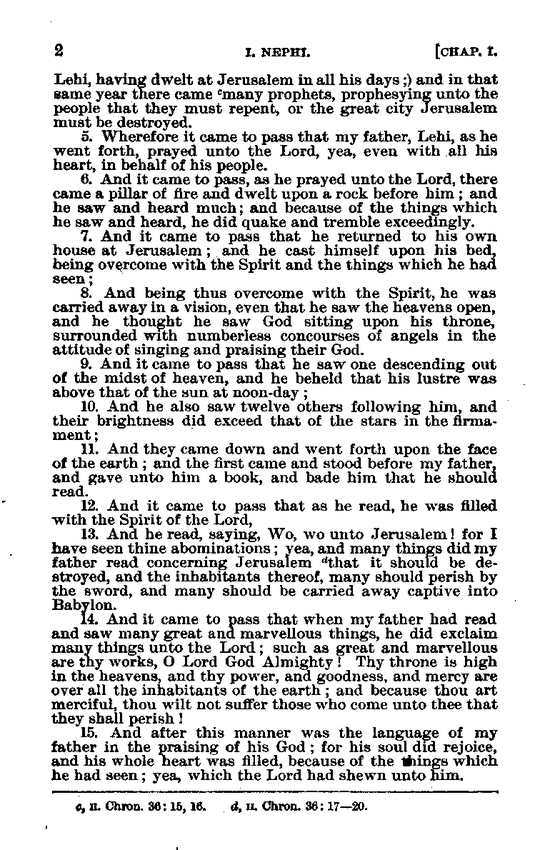 2 I. NEPHI. [CHAP. I.
Lehi, having dwelt at Jerusalem in all his days;) and in that
same year there came cmany prophets, prophesying unto the
people that they must repent, or the great city Jerusalem
must be destroyed.
5. Wherefore it came to pass that my father, Lehi, as he
went forth, prayed unto the Lord, yea, even with all his
heart, in behalf of his people.
6. And it came to pass, as he prayed unto the Lord, there
came a pillar of fire and dwelt upon a rock before him; and
he saw and heard much; and because of the things which
he saw and heard, he did quake and tremble exceedingly.
7. And it came to pass that he returned to his own
house at Jerusalem; and he cast himself upon his bed,
being overcome with the Spirit and the things which he had
seen;
8. And being thus overcome with the Spirit, he was
carried away in a vision, even that he saw the heavens open,
and he thought he saw God sitting upon his throne,
surrounded with numberless concourses of angels in the
attitude of singing and praising their God.
9. And it came to pass that he saw one descending out
of the midst of heaven, and he beheld that his lustre was
above that of the sun at noon-day;
10. And he also saw twelve others following him, and
their brightness did exceed that of the stars in the firma-
ment;
11. And they came down and went forth upon the face
of the earth; and the first came and stood before my father,
and gave unto him a book, and bade him that he should
read.
12. And it came to pass that as he read, he was filled
with the Spirit of the Lord,
13. And he read, saying, Wo, wo unto Jerusalem! for I
have seen thine abominations; yea, and many things did my
father read concerning Jerusalem dthat it should be de-
stroyed, and the inhabitants thereof, many should perish by
the sword, and many should be carried away captive into
Babylon.
14. And it came to pass that when my father had read
and saw many great and marvellous things, he did exclaim
many things unto the Lord; such as great and marvellous
are thy works, O Lord God Almighty! Thy throne is high
in the heavens, and thy power, and goodness, and mercy are
over all the inhabitants of the earth; and because thou art
merciful, thou wilt not suffer those who come unto thee that
they shall perish!
15. And after this manner was the language of my
father in the praising of his God; for his soul did rejoice,
and his whole heart was filled, because of the things which
he had seen; yea, which the Lord had shewn unto him.
c, II. Chron. 36: 15, 16. d, II. Chron. 36: 17—20.